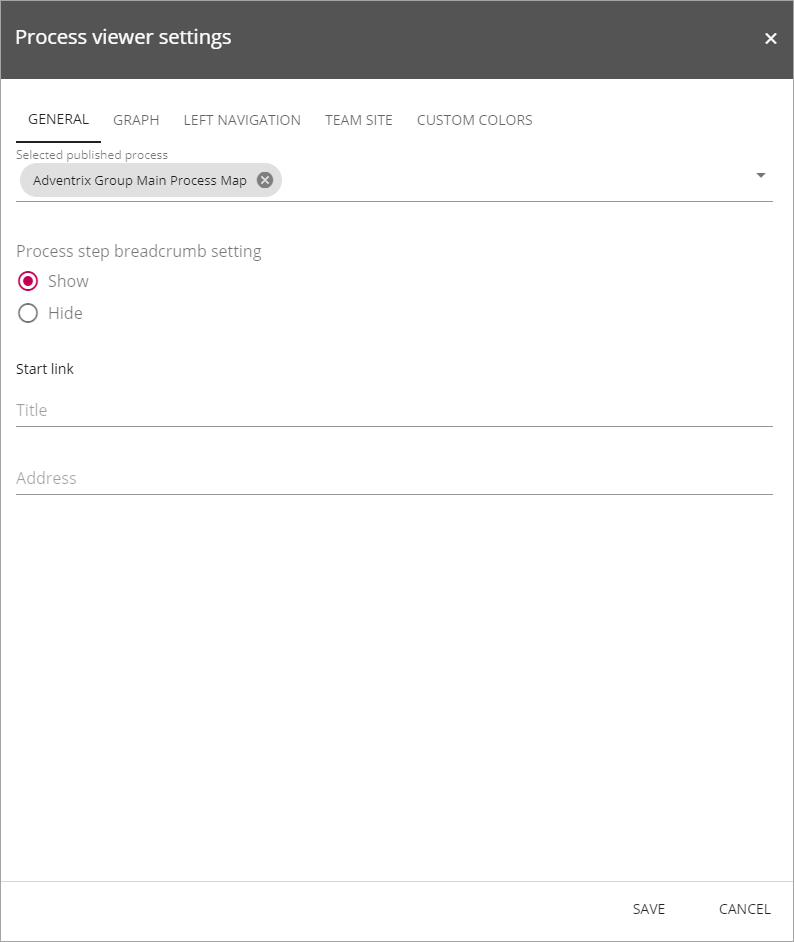 Process viewer settings
GENERAL GRAPH LEFT NAVIGATION TEAM SITE CUSTOM COLORS
Selected published process
Adventrix Group Main Process Map
Process step breadcrumb setting
Show
Hide
Start link
Title
Address
SAVE CANCEL